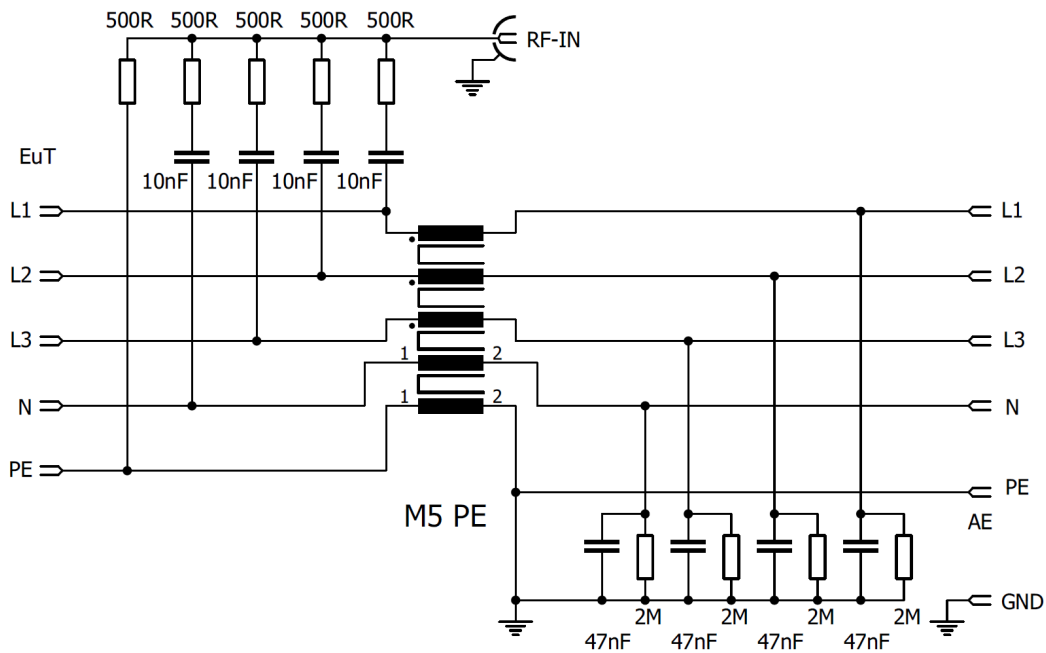 500R 500R 500R 500R 500R
RF-IN
EuT
10nF 10nF 10nF 10nF
L1 L1
L2 L2
L3 L3
1 2
N N
1 2
PE PE
M5 PE
AE
GND
2M 2M 2M 2M
47nF 47nF 47nF 47nF